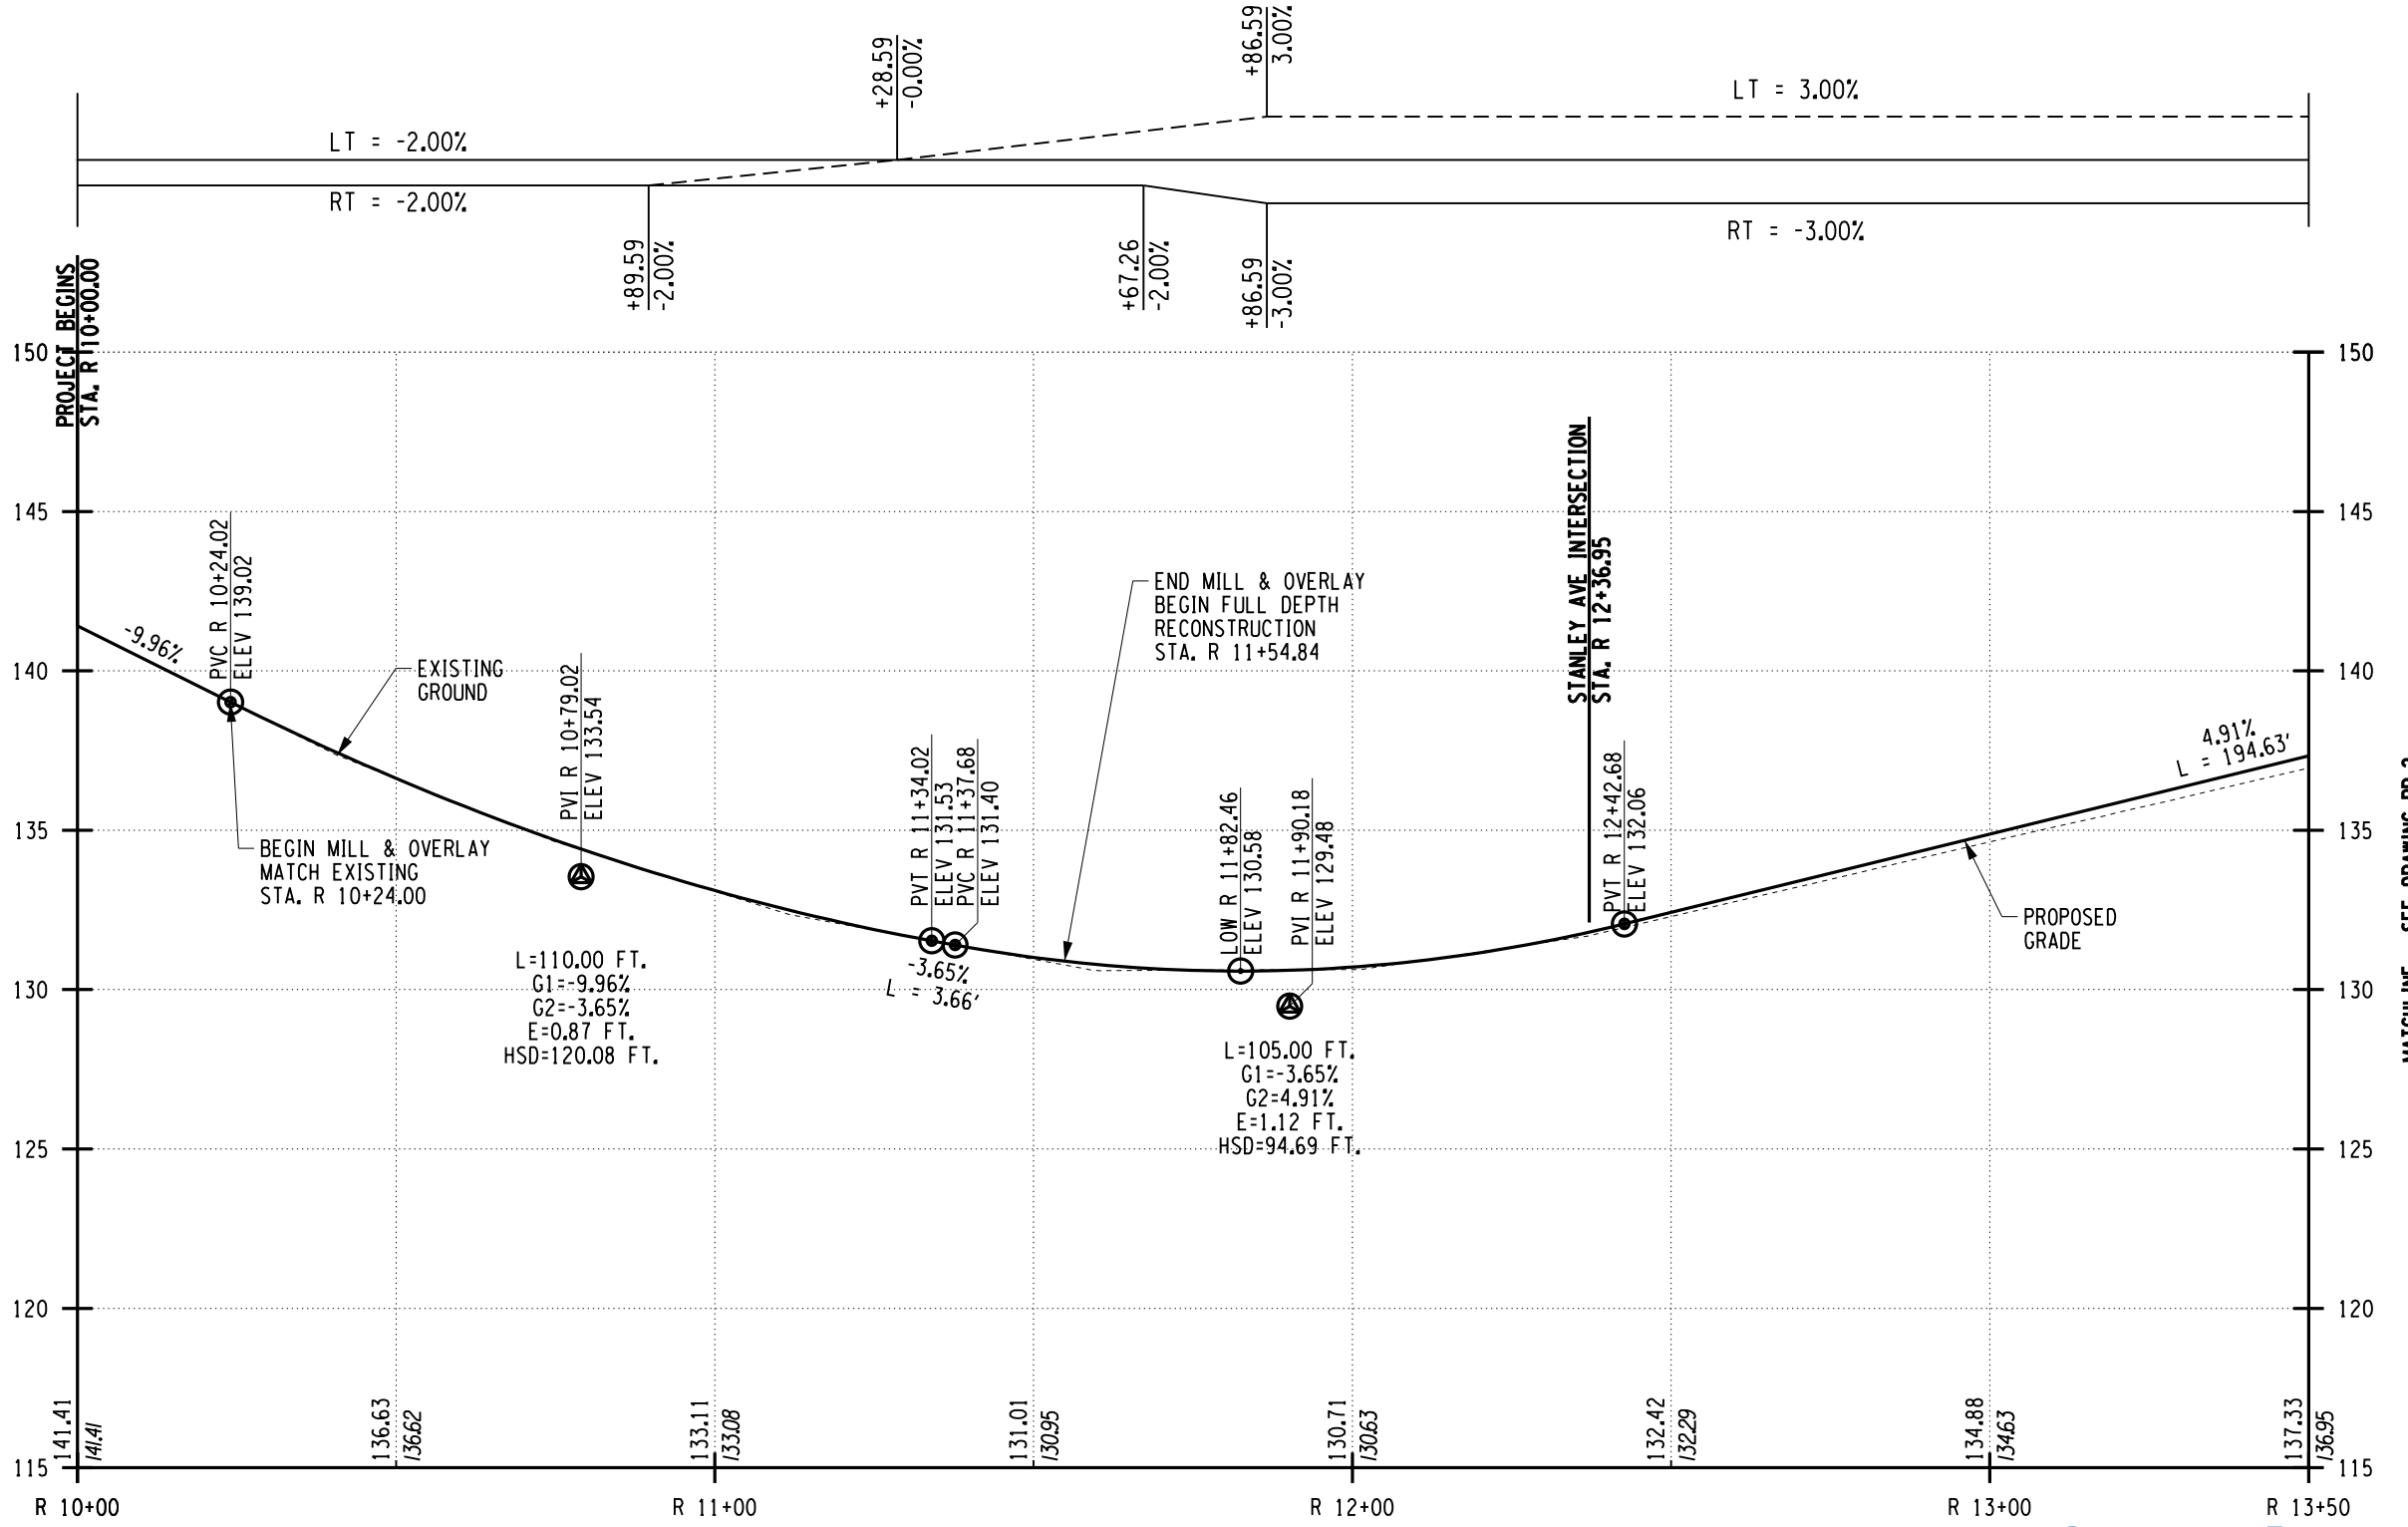 +28.59
-0.00%
+86.59
3.00%
LT = -2.00%
LT = 3.00%
RT = -2.00%
RT = -3.00%
+89.59
-2.00%
+67.26
-2.00%
+86.59
-3.00%
PROJECT BEGINS
STA. R 10+00.00
150
150
145
145
140
140
135
135
130
130
125
125
120
120
115
115
-9.96%
PVC R 10+24.02
ELEV 139.02
EXISTING
GROUND
BEGIN MILL & OVERLAY
MATCH EXISTING
STA. R 10+24.00
PVI R 10+79.02
ELEV 133.54
L=110.00 FT.
G1=-9.96%
G2=-3.65%
E=0.87 FT.
HSD=120.08 FT.
PVT R 11+34.02
ELEV 131.53
PVC R 11+37.68
ELEV 131.40
-3.65%
L = 3.66'
END MILL & OVERLAY
BEGIN FULL DEPTH
RECONSTRUCTION
STA. R 11+54.84
LOW R 11+82.46
ELEV 130.58
PVI R 11+90.18
ELEV 129.48
L=105.00 FT.
G1=-3.65%
G2=4.91%
E=1.12 FT.
HSD=94.69 FT.
STANLEY AVE INTERSECTION
STA. R 12+36.95
PVT R 12+42.68
ELEV 132.06
4.91%
L = 194.63'
PROPOSED
GRADE
141.41
141.41
136.63
136.62
133.11
133.08
131.01
130.95
130.71
130.63
132.42
132.29
134.88
134.63
137.33
136.95
R 10+00
R 11+00
R 12+00
R 13+00
R 13+50